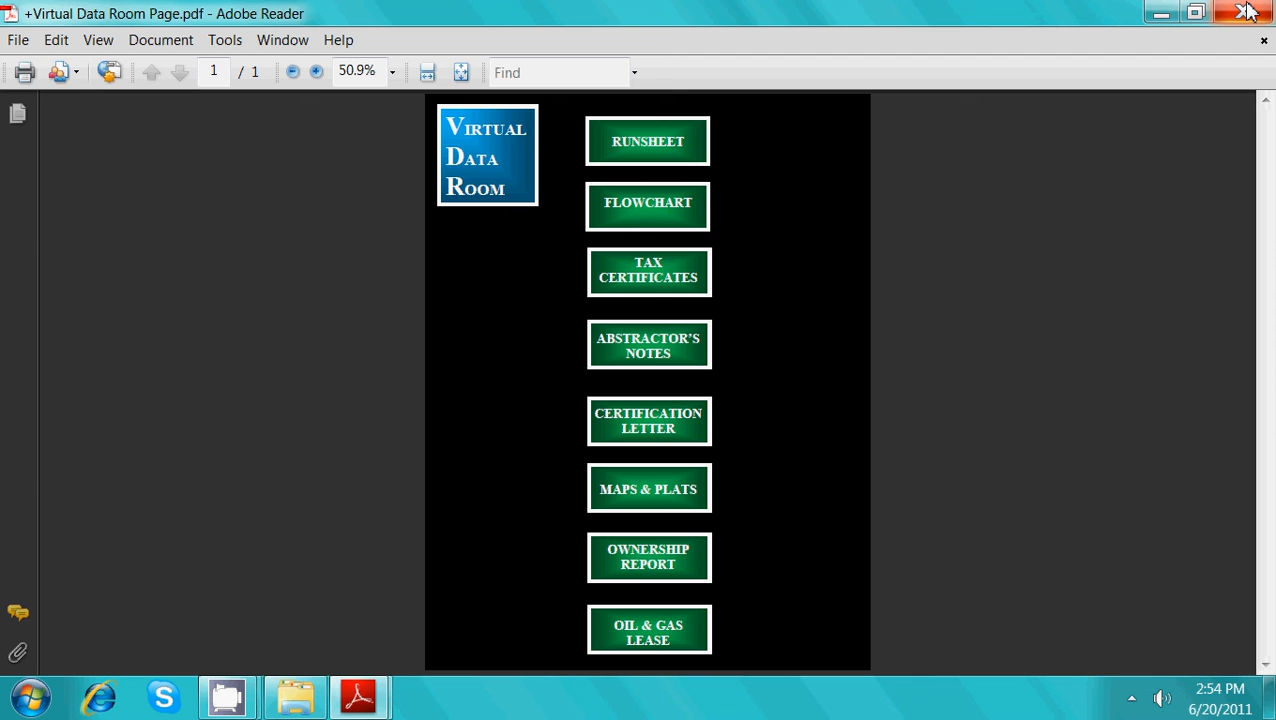 +Virtual Data Room Page.pdf - Adobe Reader
File Edit View Document Tools Window Help
1 / 1 50.9% Find
VIRTUAL
DATA
ROOM
RUNSHEET
FLOWCHART
TAX
CERTIFICATES
ABSTRACTOR'S
NOTES
CERTIFICATION
LETTER
MAPS & PLATS
OWNERSHIP
REPORT
OIL & GAS
LEASE
2:54 PM
6/20/2011